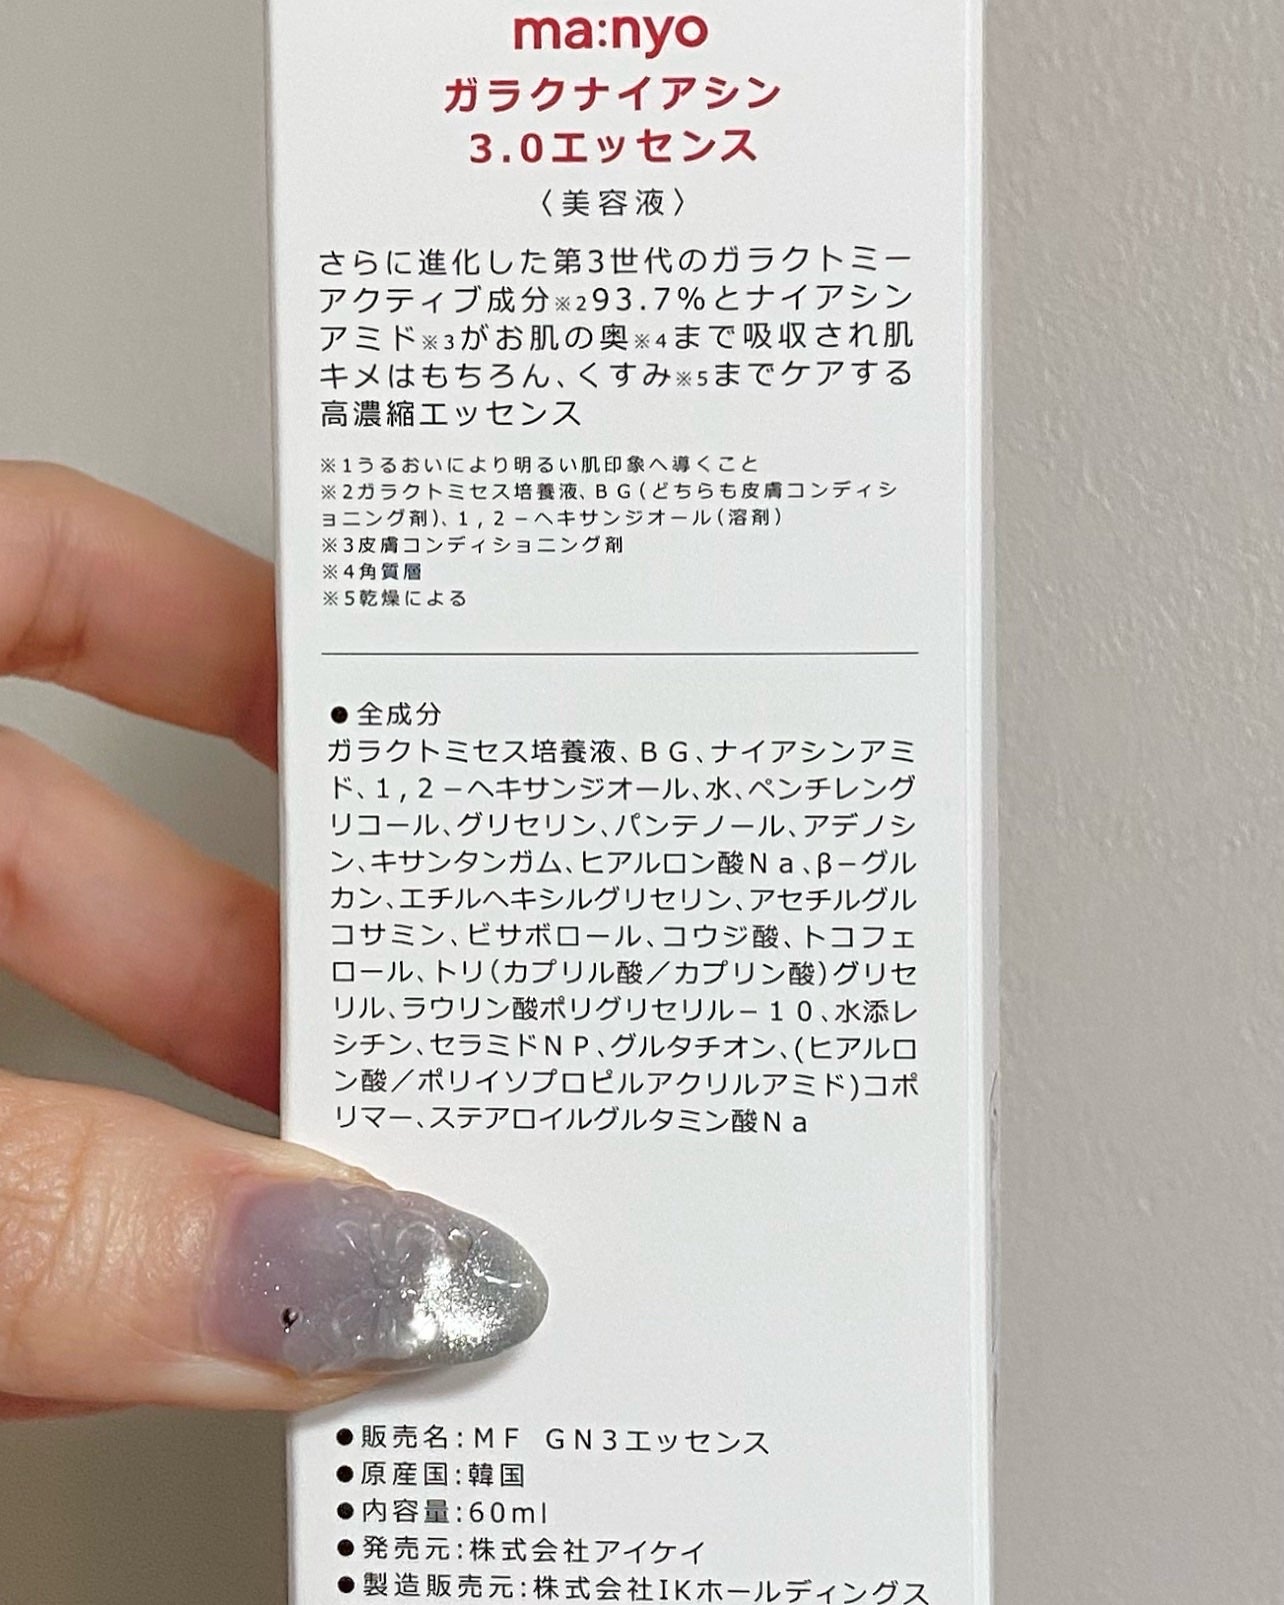 ma:nyo
ガラクナイアシン
3.0エッセンス
〈美容液〉
さらに進化した第3世代のガラクトミー
アクティブ成分※293.7%とナイアシン
アミド※3がお肌の奥※4まで吸収され肌
キメはもちろん、くすみ※5までケアする
高濃縮エッセンス
※1うるおいにより明るい肌印象へ導くこと
※2ガラクトミセス培養液、BG(どちらも皮膚コンディシ
ョニング剤)、1,2-ヘキサンジオール(溶剤)
※3皮膚コンディショニング剤
※4角質層
※5乾燥による
●全成分
ガラクトミセス培養液、BG、ナイアシンアミ
ド、1,2-ヘキサンジオール、水、ペンチレング
リコール、グリセリン、パンテノール、アデノシ
ン、キサンタンガム、ヒアルロン酸Na、β-グル
カン、エチルヘキシルグリセリン、アセチルグル
コサミン、ビサボロール、コウジ酸、トコフェ
ロール、トリ(カプリル酸/カプリン酸)グリセ
リル、ラウリン酸ポリグリセリル-10、水添レ
シチン、セラミドNP、グルタチオン、(ヒアルロ
ン酸/ポリイソプロピルアクリルアミド)コポ
リマー、ステアロイルグルタミン酸Na
●販売名:MF GN3エッセンス
●原産国:韓国
●内容量:60ml
●発売元:株式会社アイケイ
●製造販売元:株式会社IKホールディングス